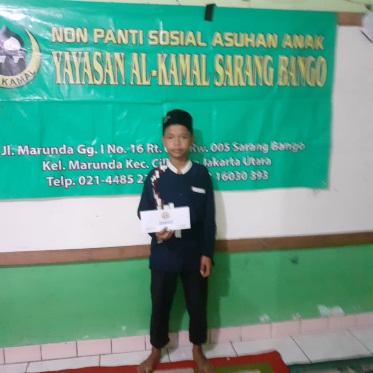 NON PANTI SOSIAL ASUHAN ANAK
YAYASAN AL-KAMAL SARANG BANGO
KAMAL
Jl. Marunda Gg. I No. 16 Rt. Rw. 005 Sarang Bango
Kel. Marunda Kec. Jakarta Utara
Telp. 021-4485 16030 393